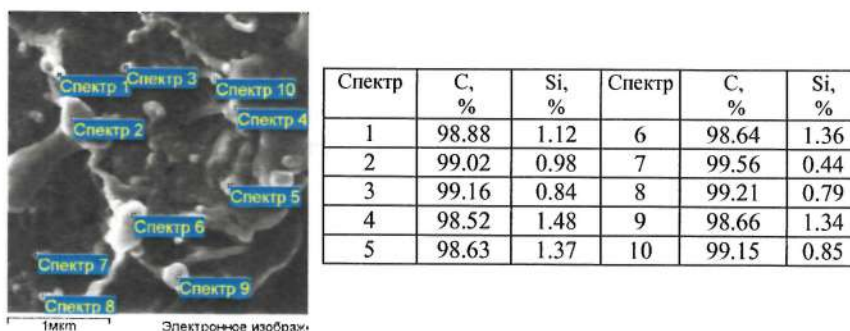 Спектр 1
Спектр 3
Спектр 10
Спектр 2
Спектр 4
Спектр 5
Спектр 6
Спектр 7
Спектр 9
Спектр 8
1мкm
Электронное изображ
Спектр C, % Si, % Спектр C, % Si, %
1 98.88 1.12 6 98.64 1.36
2 99.02 0.98 7 99.56 0.44
3 99.16 0.84 8 99.21 0.79
4 98.52 1.48 9 98.66 1.34
5 98.63 1.37 10 99.15 0.85